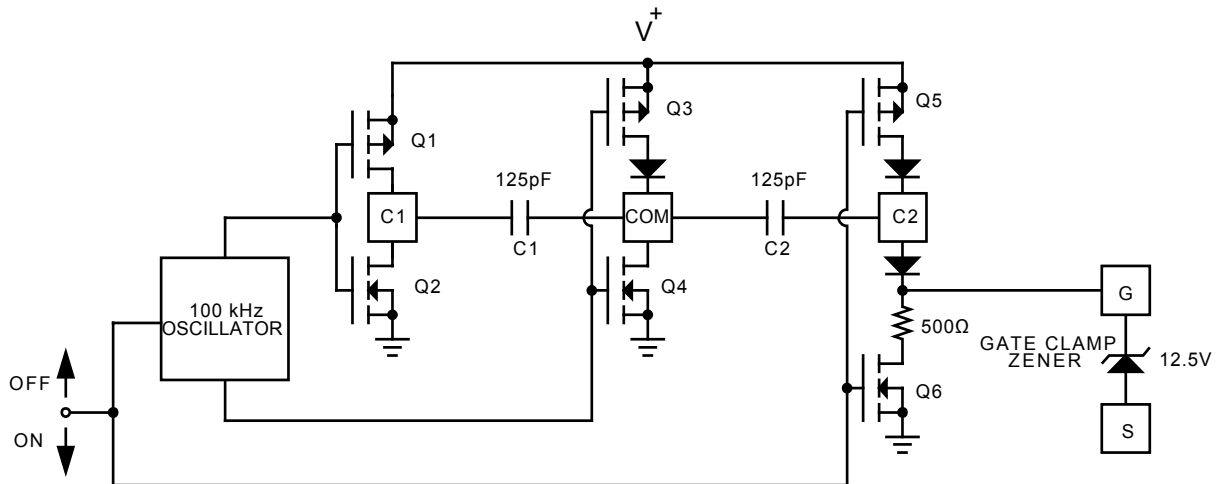 V+
Q1
Q3
Q5
125pF
125pF
C1
COM
C2
C1
C2
Q2
Q4
100 kHz
OSCILLATOR
500Ω
G
GATE CLAMP
ZENER
12.5V
OFF
Q6
ON
S